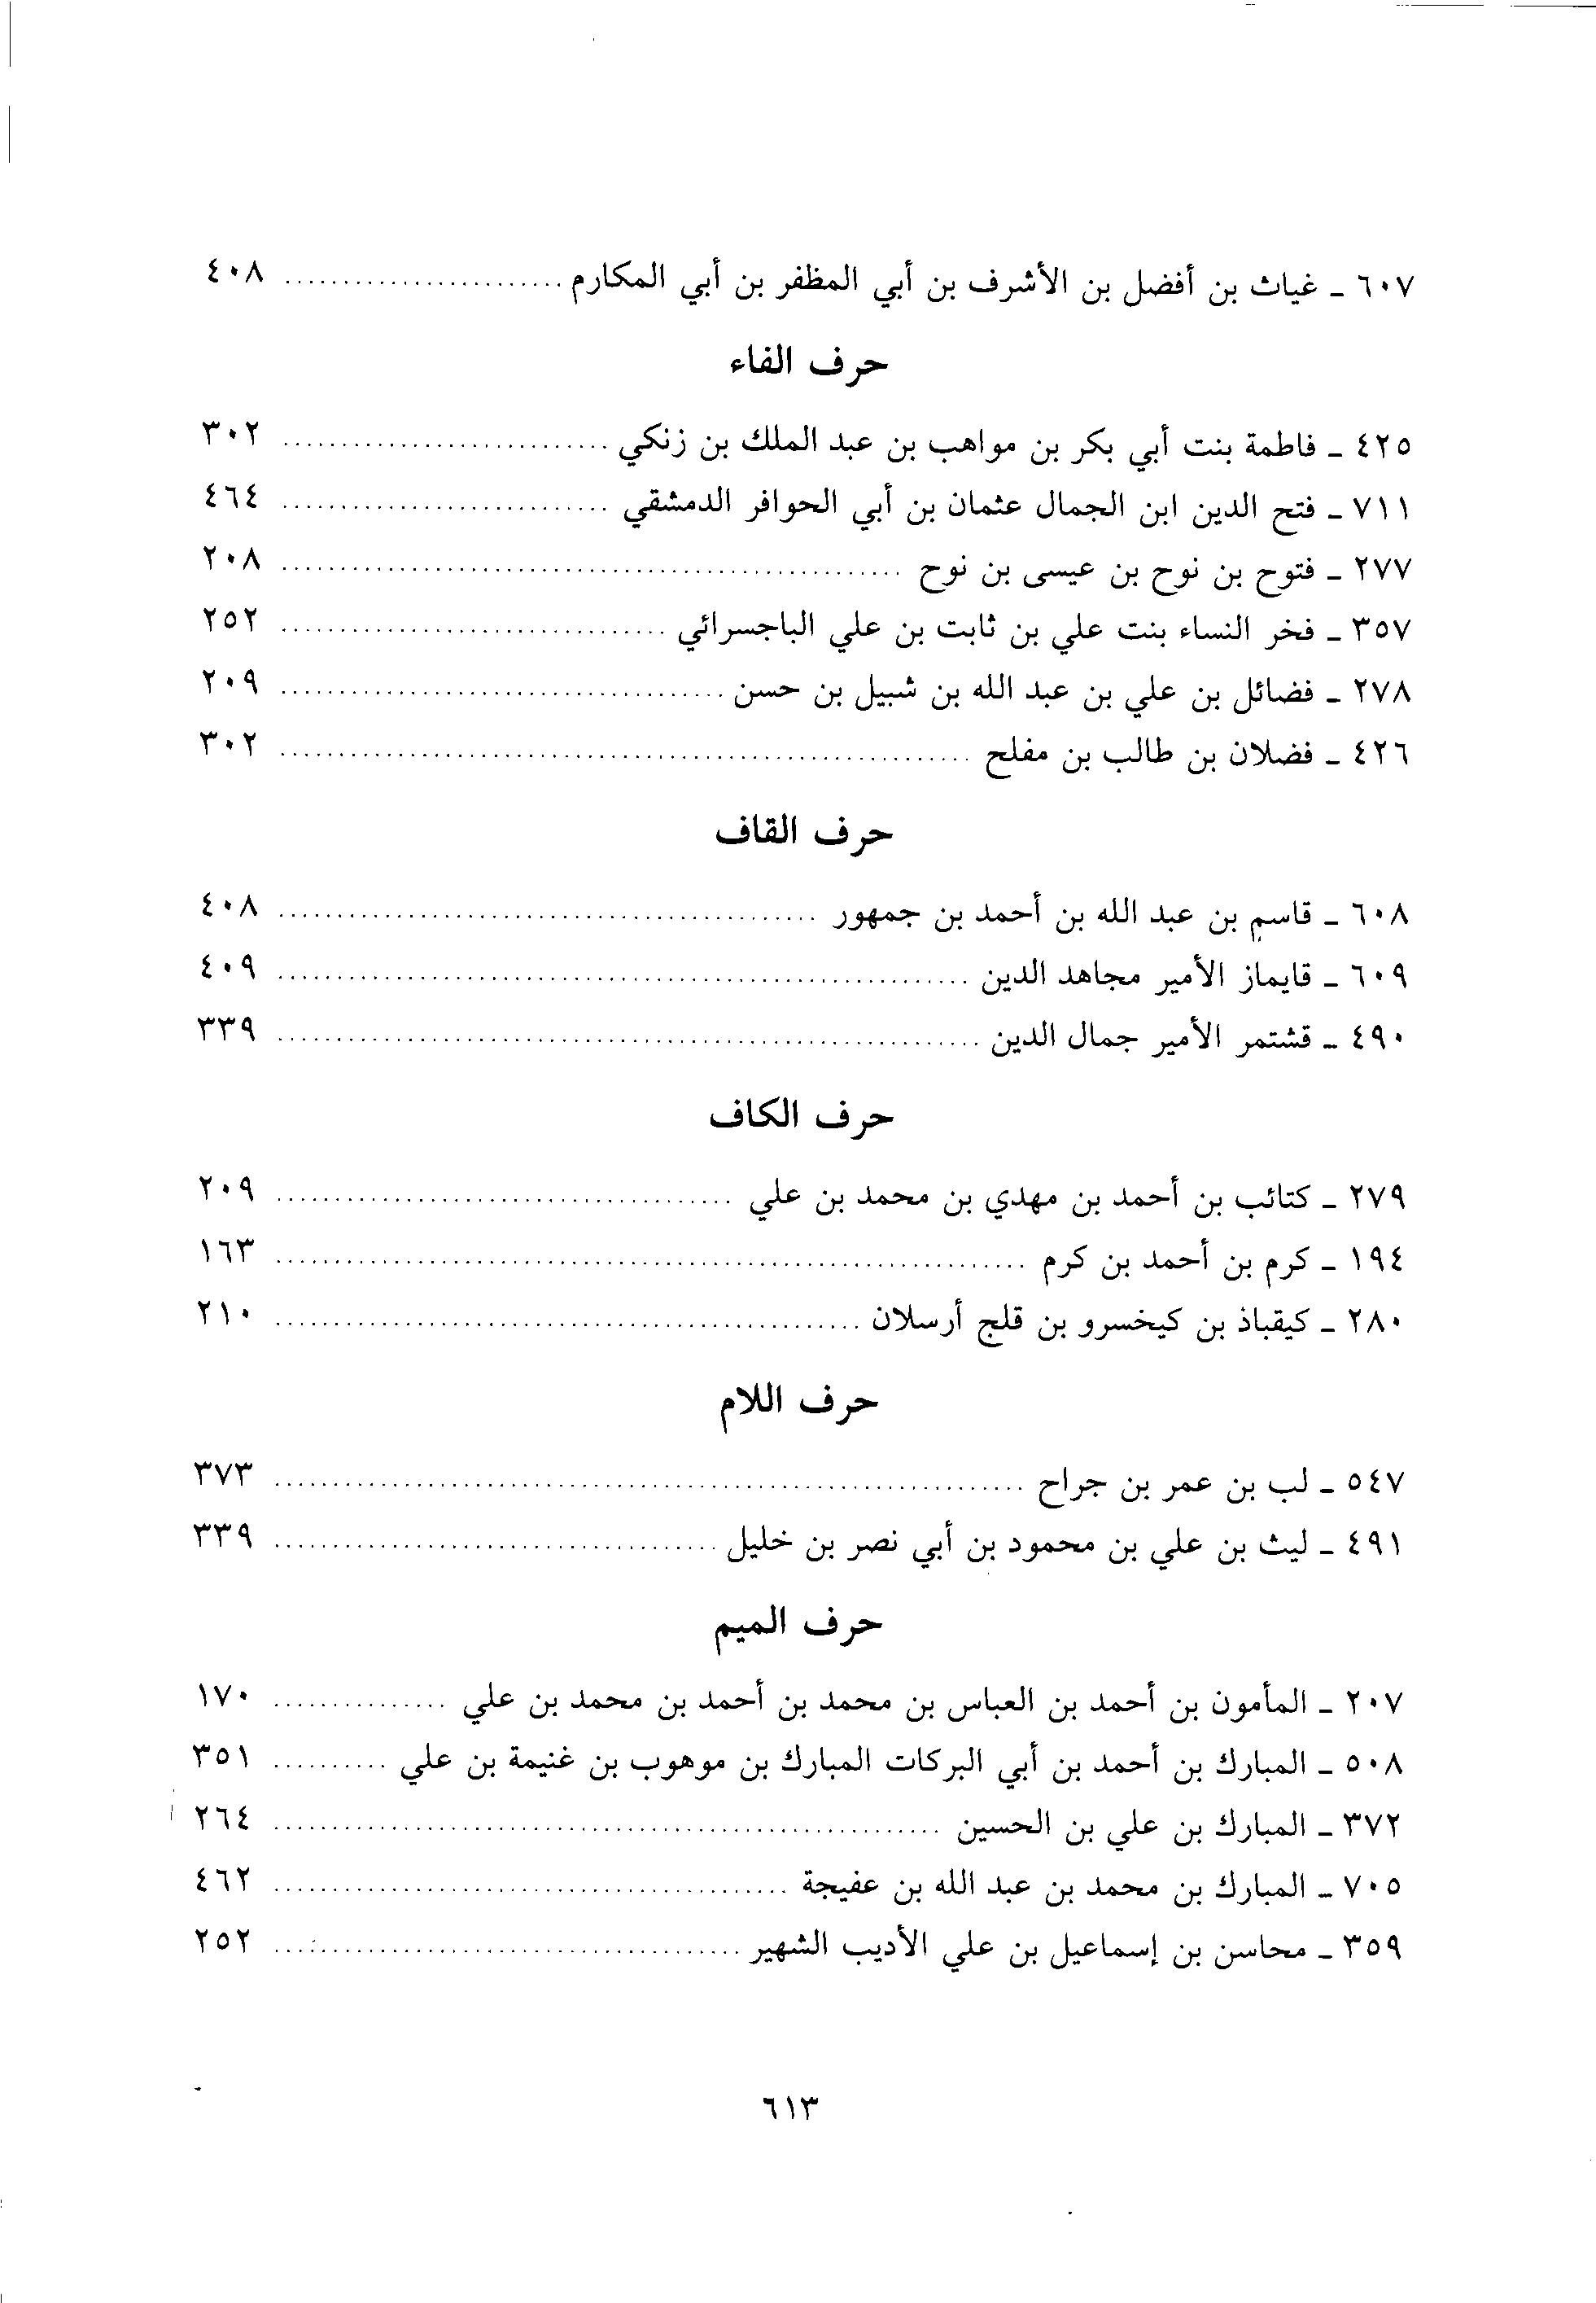 ٦٠٧ ـ غياث بن أفضل بن الأشرف بن أبي المظفر بن أبي المكارم ........................ ٤٠٨
حرف الفاء
٤٢٥ ـ فاطمة بنت أبي بكر بن مواهب بن عبد الملك بن زنكي ............................ ٣٠٢
٧١١ ـ فتح الدين ابن الجمال عثمان بن أبي الحوافر الدمشقي ............................ ٤٦٤
٢٧٧ ـ فتوح بن نوح بن عيسى بن نوح ..................................................... ٢٠٨
٣٥٧ ـ فخر النساء بنت علي بن ثابت بن علي الباجسرائي ................................. ٢٥٢
٢٧٨ ـ فضائل بن علي بن عبد الله بن شبيل بن حسن ...................................... ٢٠٩
٤٢٦ ـ فضلان بن طالب بن مفلح ........................................................... ٣٠٢
حرف القاف
٦٠٨ ـ قاسم بن عبد الله بن أحمد بن جمهور .............................................. ٤٠٨
٦٠٩ ـ قايماز الأمير مجاهد الدين ........................................................... ٤٠٩
٤٩٠ ـ قشتمر الأمير جمال الدين ............................................................ ٣٣٩
حرف الكاف
٢٧٩ ـ كتائب بن أحمد بن مهدي بن محمد بن علي ....................................... ٢٠٩
١٩٤ ـ كرم بن أحمد بن كرم ................................................................ ١٦٣
٢٨٠ ـ كيقباذ بن كيخسرو بن قلج أرسلان .................................................. ٢١٠
حرف اللام
٥٤٧ ـ لب بن عمر بن جراح ................................................................ ٣٧٣
٤٩١ ـ ليث بن علي بن محمود بن أبي نصر بن خليل ...................................... ٣٣٩
حرف الميم
٢٠٧ ـ المأمون بن أحمد بن العباس بن محمد بن أحمد بن محمد بن علي ............... ١٧٠
٥٠٨ ـ المبارك بن أحمد بن أبي البركات المبارك بن موهوب بن غنيمة بن علي .......... ٣٥١
٣٧٢ ـ المبارك بن علي بن الحسين ......................................................... ٢٦٤
٧٠٥ ـ المبارك بن محمد بن عبد الله بن عفيجة ............................................ ٤٦٢
٣٥٩ ـ محاسن بن إسماعيل بن علي الأديب الشهير ........................................ ٢٥٢
٦١٣